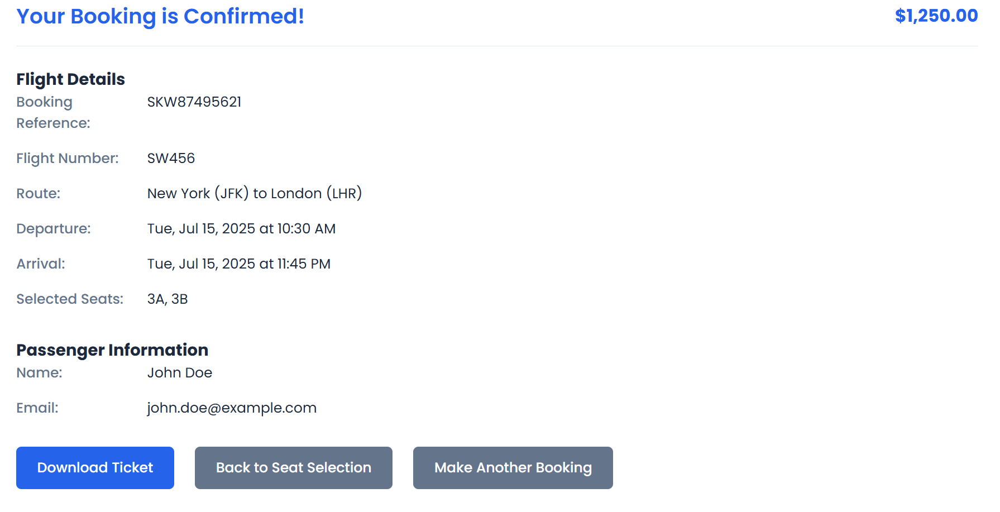 Your Booking is Confirmed!
$1,250.00
Flight Details
Booking Reference:
SKW87495621
Flight Number: SW456
Route: New York (JFK) to London (LHR)
Departure: Tue, Jul 15, 2025 at 10:30 AM
Arrival: Tue, Jul 15, 2025 at 11:45 PM
Selected Seats: 3A, 3B
Passenger Information
Name: John Doe
Email: john.doe@example.com
Download Ticket
Back to Seat Selection
Make Another Booking